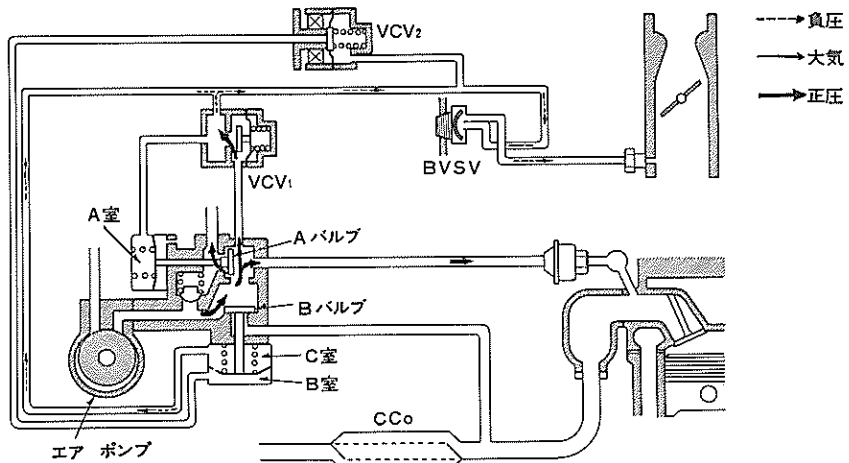 VCV₂
負圧
大気
正圧
BVSV
VCV₁
A室
Aバルブ
Bバルブ
C室
B室
CCo
エア ポンプ